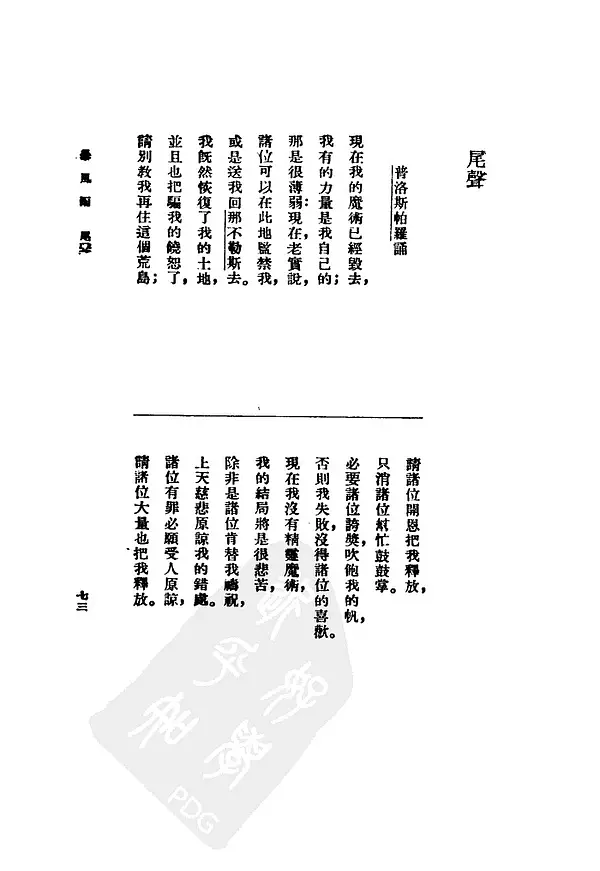 尾聲
普洛斯帕羅誦
現在我的魔術已經毀去，
我有的力量是我自己的；
那是很薄弱：現在，老實說，
諸位可以在此地監禁我，
或是送我回那不勒斯去。
我既然恢復了我的土地，
並且也把騙我的饒恕了，
請別教我再住這個荒島；
請諸位開恩把我釋放，
只消諸位幫忙鼓鼓掌。
必要諸位誇獎吹飽我的帆，
否則我失敗，沒得諸位的喜歡。
現在我沒有精靈魔術，
我的結局將是很悲苦，
除非是諸位肯替我禱祝，
上天慈悲原諒我的錯處。
諸位有罪必願受人原諒，
請諸位大量也把我釋放。
暴風雨 尾聲
七三
PDG